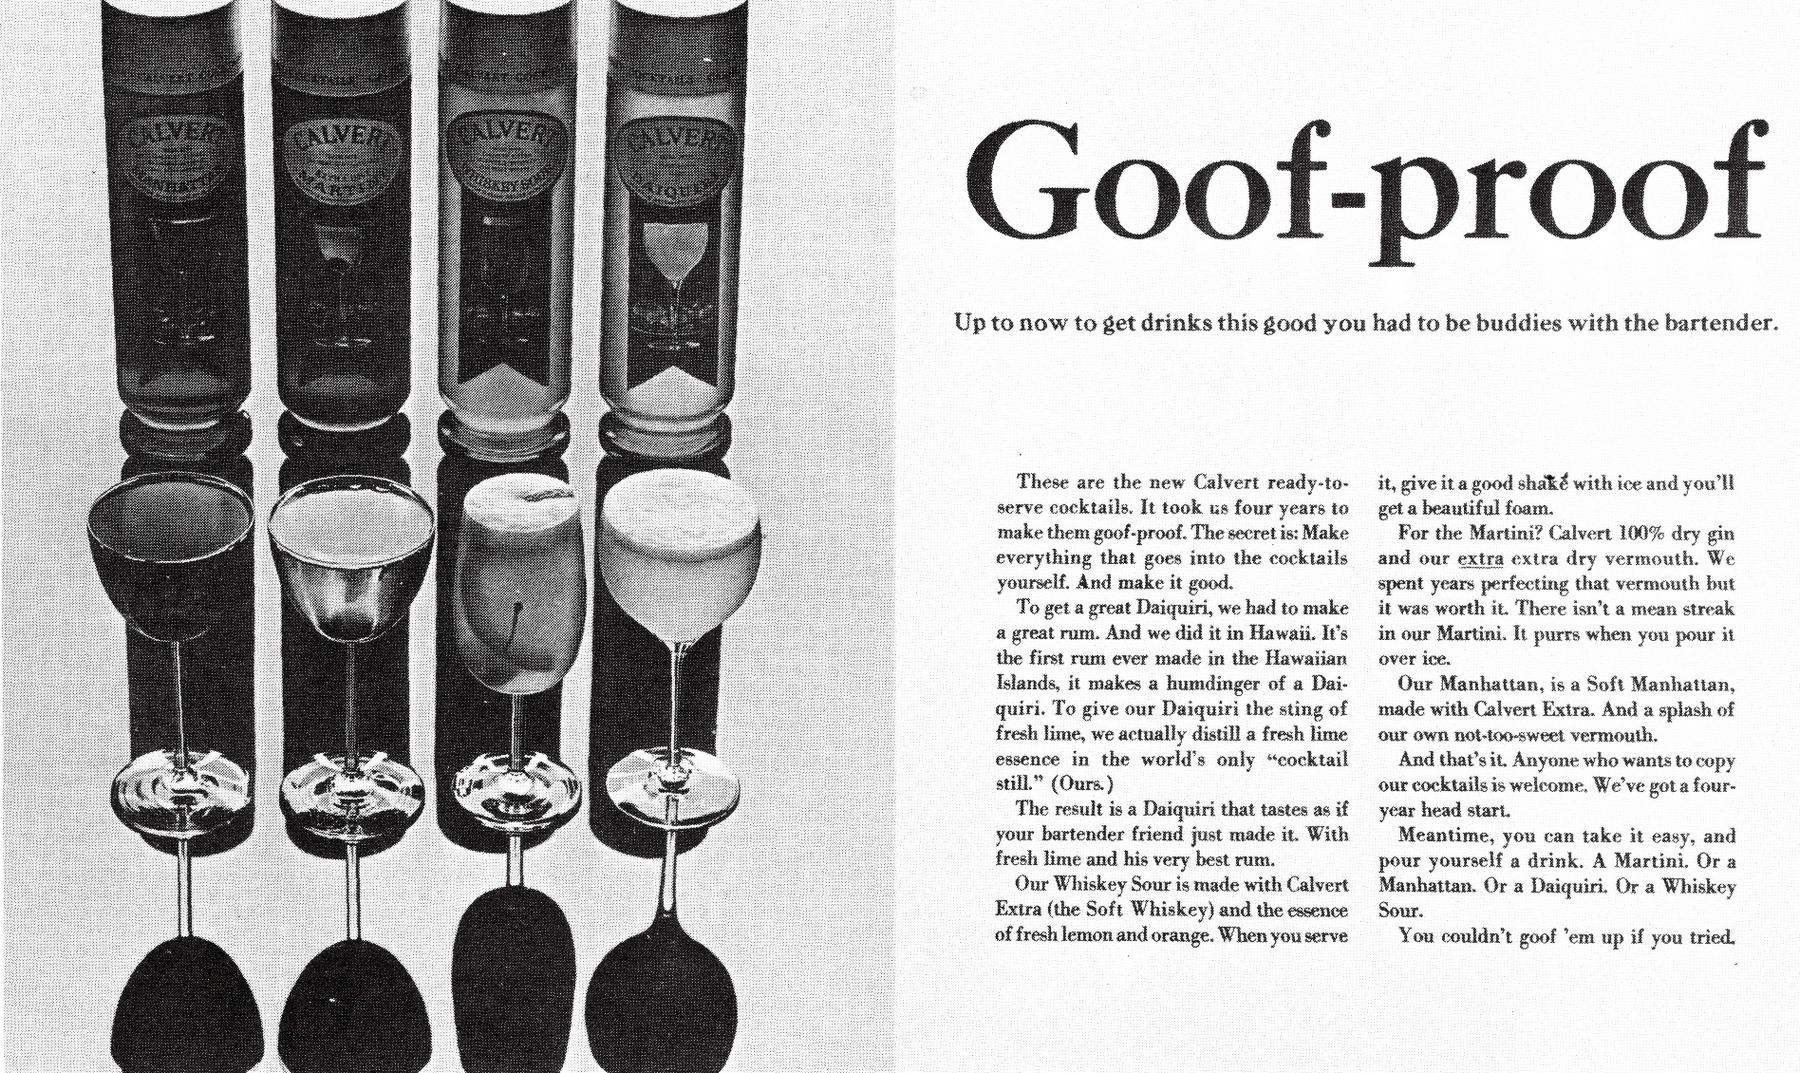 CALVERT
MANHATTAN
CALVERT
MARTINI
CALVERT
WHISKEY SOUR
CALVERT
DAIQUIRI
Goof-proof
Up to now to get drinks this good you had to be buddies with the bartender.
These are the new Calvert ready-to-
serve cocktails. It took us four years to
make them goof-proof. The secret is: Make
everything that goes into the cocktails
yourself. And make it good.
To get a great Daiquiri, we had to make
a great rum. And we did it in Hawaii. It's
the first rum ever made in the Hawaiian
Islands, it makes a humdinger of a Dai-
quiri. To give our Daiquiri the sting of
fresh lime, we actually distill a fresh lime
essence in the world's only “cocktail
still.” (Ours.)
The result is a Daiquiri that tastes as if
your bartender friend just made it. With
fresh lime and his very best rum.
Our Whiskey Sour is made with Calvert
Extra (the Soft Whiskey) and the essence
of fresh lemon and orange. When you serve
it, give it a good shake with ice and you'll
get a beautiful foam.
For the Martini? Calvert 100% dry gin
and our extra extra dry vermouth. We
spent years perfecting that vermouth but
it was worth it. There isn't a mean streak
in our Martini. It purrs when you pour it
over ice.
Our Manhattan, is a Soft Manhattan,
made with Calvert Extra. And a splash of
our own not-too-sweet vermouth.
And that's it. Anyone who wants to copy
our cocktails is welcome. We've got a four-
year head start.
Meantime, you can take it easy, and
pour yourself a drink. A Martini. Or a
Manhattan. Or a Daiquiri. Or a Whiskey
Sour.
You couldn't goof 'em up if you tried.